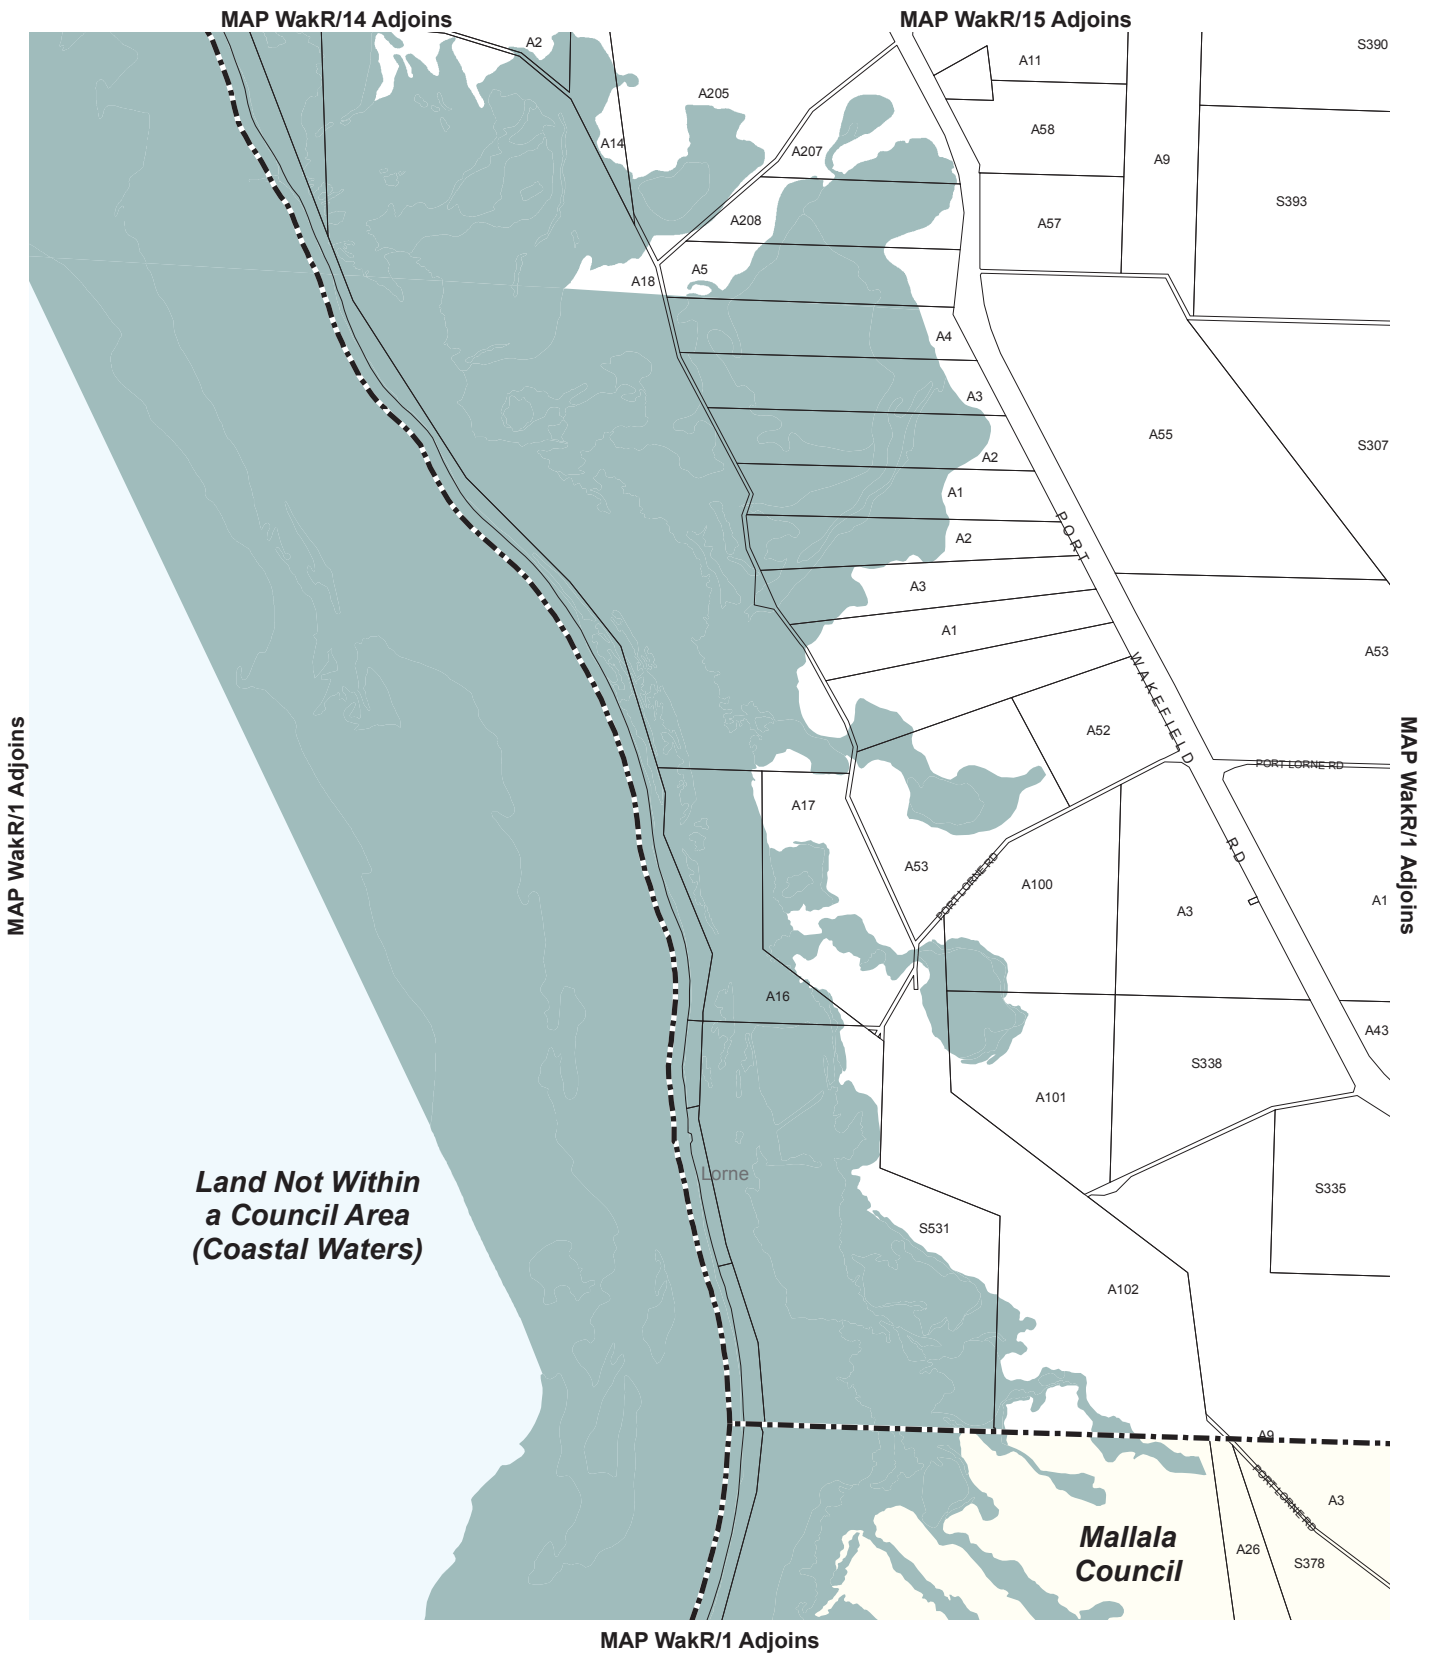 MAP WakR/14 Adjoins
MAP WakR/15 Adjoins
A2
A11
S390
A205
A58
A14
A207
A9
S393
A208
A57
A5
A18
A4
A3
A55
S307
A2
A1
PORT
A2
A3
A1
A53
WAKEFIELD
A52
PORT LORNE RD
MAP WakR/1 Adjoins
MAP WakR/1 Adjoins
A17
RD
A53
PORT LORNE RD
A100
A3
A1
A16
A43
S338
A101
Lorne
Land Not Within
a Council Area
(Coastal Waters)
S335
S531
A102
A9
PORT LORNE RD
A3
Mallala
Council
A26
S378
MAP WakR/1 Adjoins